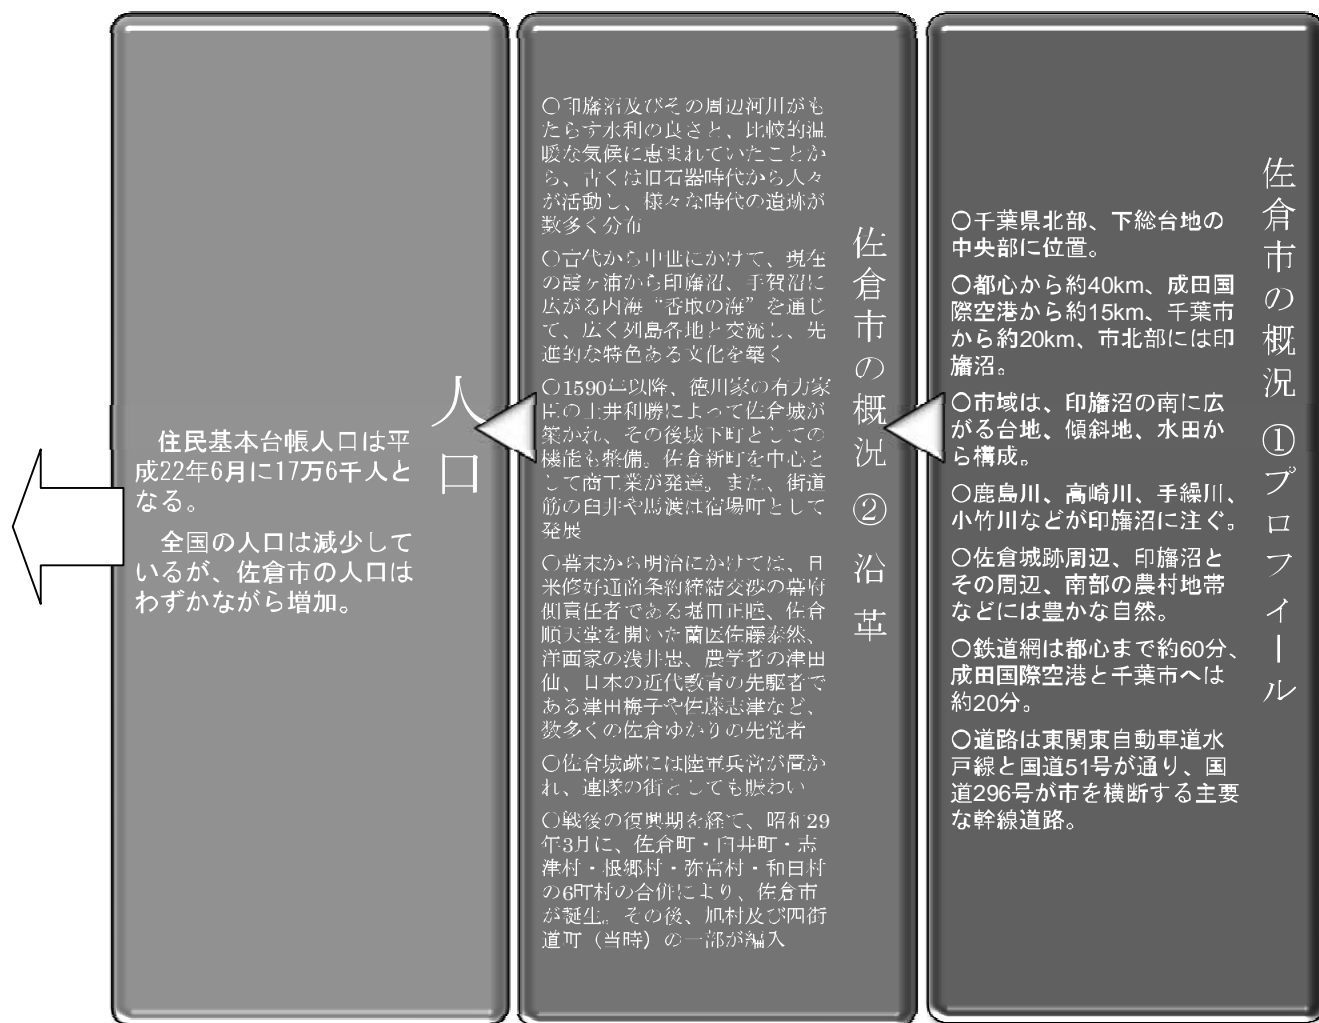 佐倉市の概況 ①プロフィール
○千葉県北部、下総台地の
中央部に位置。
○都心から約40km、成田国
際空港から約15km、千葉市
から約20km、市北部には印
旛沼。
○市域は、印旛沼の南に広
がる台地、傾斜地、水田か
ら構成。
○鹿島川、高崎川、手繰川、
小竹川などが印旛沼に注ぐ。
○佐倉城跡周辺、印旛沼と
その周辺、南部の農村地帯
などには豊かな自然。
○鉄道網は都心まで約60分、
成田国際空港と千葉市へは
約20分。
○道路は東関東自動車道水
戸線と国道51号が通り、国
道296号が市を横断する主要
な幹線道路。
佐倉市の概況 ②沿革
○印旛沼及びその周辺河川がも
たらす水利の良さと、比較的温
暖な気候に恵まれていたことか
ら、古くは旧石器時代から人々
が活動し、様々な時代の遺跡が
数多く分布
○古代から中世にかけて、現在
の霞ヶ浦から印旛沼、手賀沼に
広がる内海“香取の海”を通じ
て、広く列島各地と交流し、先
進的な特色ある文化を築く
○1590年以降、徳川家の有力家
臣の土井利勝によって佐倉城が
築かれ、その後城下町としての
機能も整備。佐倉新町を中心と
して商工業が発達。また、街道
筋の臼井や馬渡は宿場町として
発展
○幕末から明治にかけては、日
米修好通商条約締結交渉の幕府
側責任者である堀田正睦、佐倉
順天堂を開いた蘭医佐藤泰然、
洋画家の浅井忠、農学者の津田
仙、日本の近代教育の先駆者で
ある津田梅子や佐藤志津など、
数多くの佐倉ゆかりの先覚者
○佐倉城跡には陸軍兵営が置か
れ、連隊の街としても賑わい
○戦後の復興期を経て、昭和29
年3月に、佐倉町・臼井町・志
津村・根郷村・弥富村・和田村
の6町村の合併により、佐倉市
が誕生。その後、旭村及び四街
道町（当時）の一部が編入
人口
住民基本台帳人口は平
成22年6月に17万6千人と
なる。
全国の人口は減少して
いるが、佐倉市の人口は
わずかながら増加。